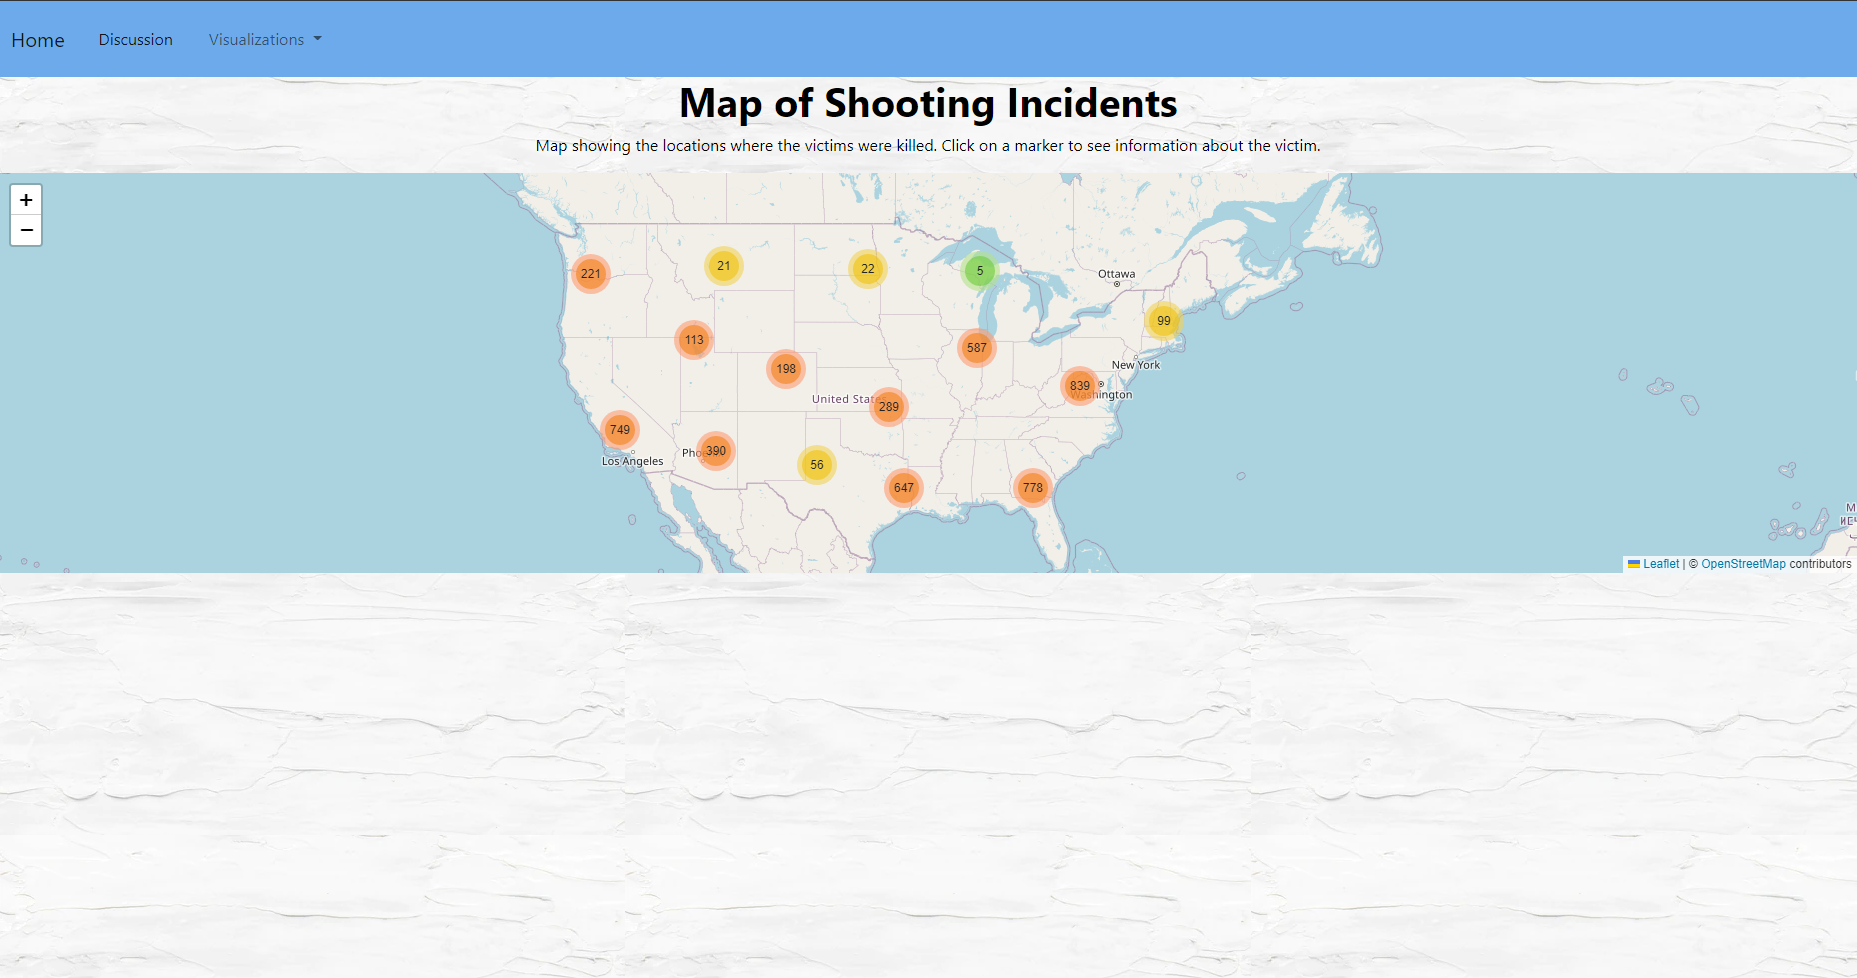 Home Discussion Visualizations
Map of Shooting Incidents
Map showing the locations where the victims were killed. Click on a marker to see information about the victim.
+
−
221
21
22
5
Ottawa
99
113
587
New York
198
839
Washington
United States
289
749
Los Angeles
390
56
647
778
Leaflet | © OpenStreetMap contributors